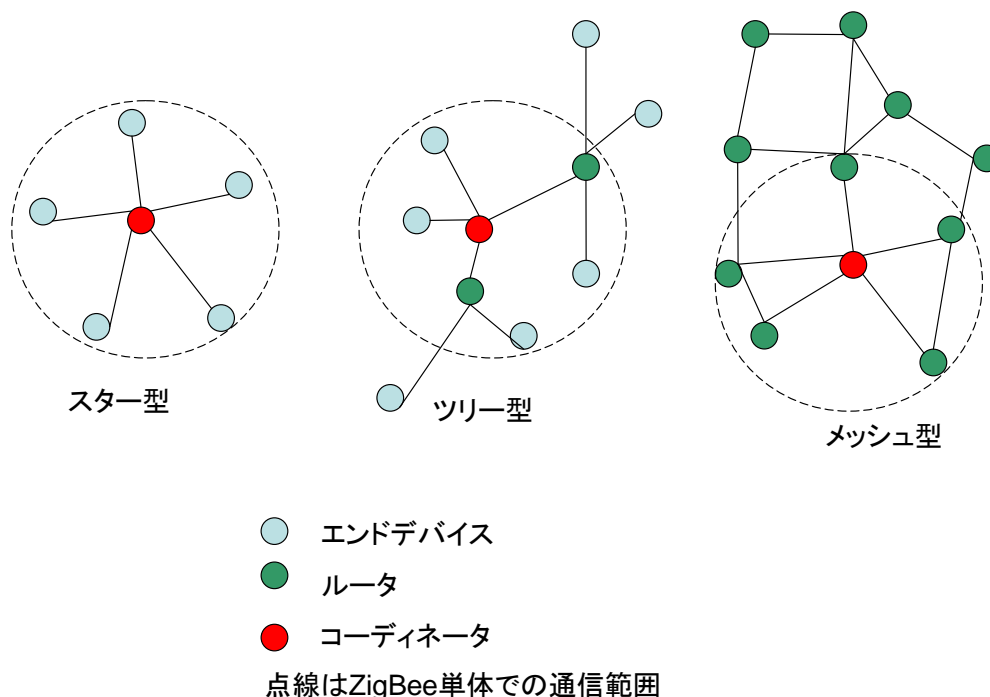 スター型
ツリー型
メッシュ型
エンドデバイス
ルータ
コーディネータ
点線はZigBee単体での通信範囲